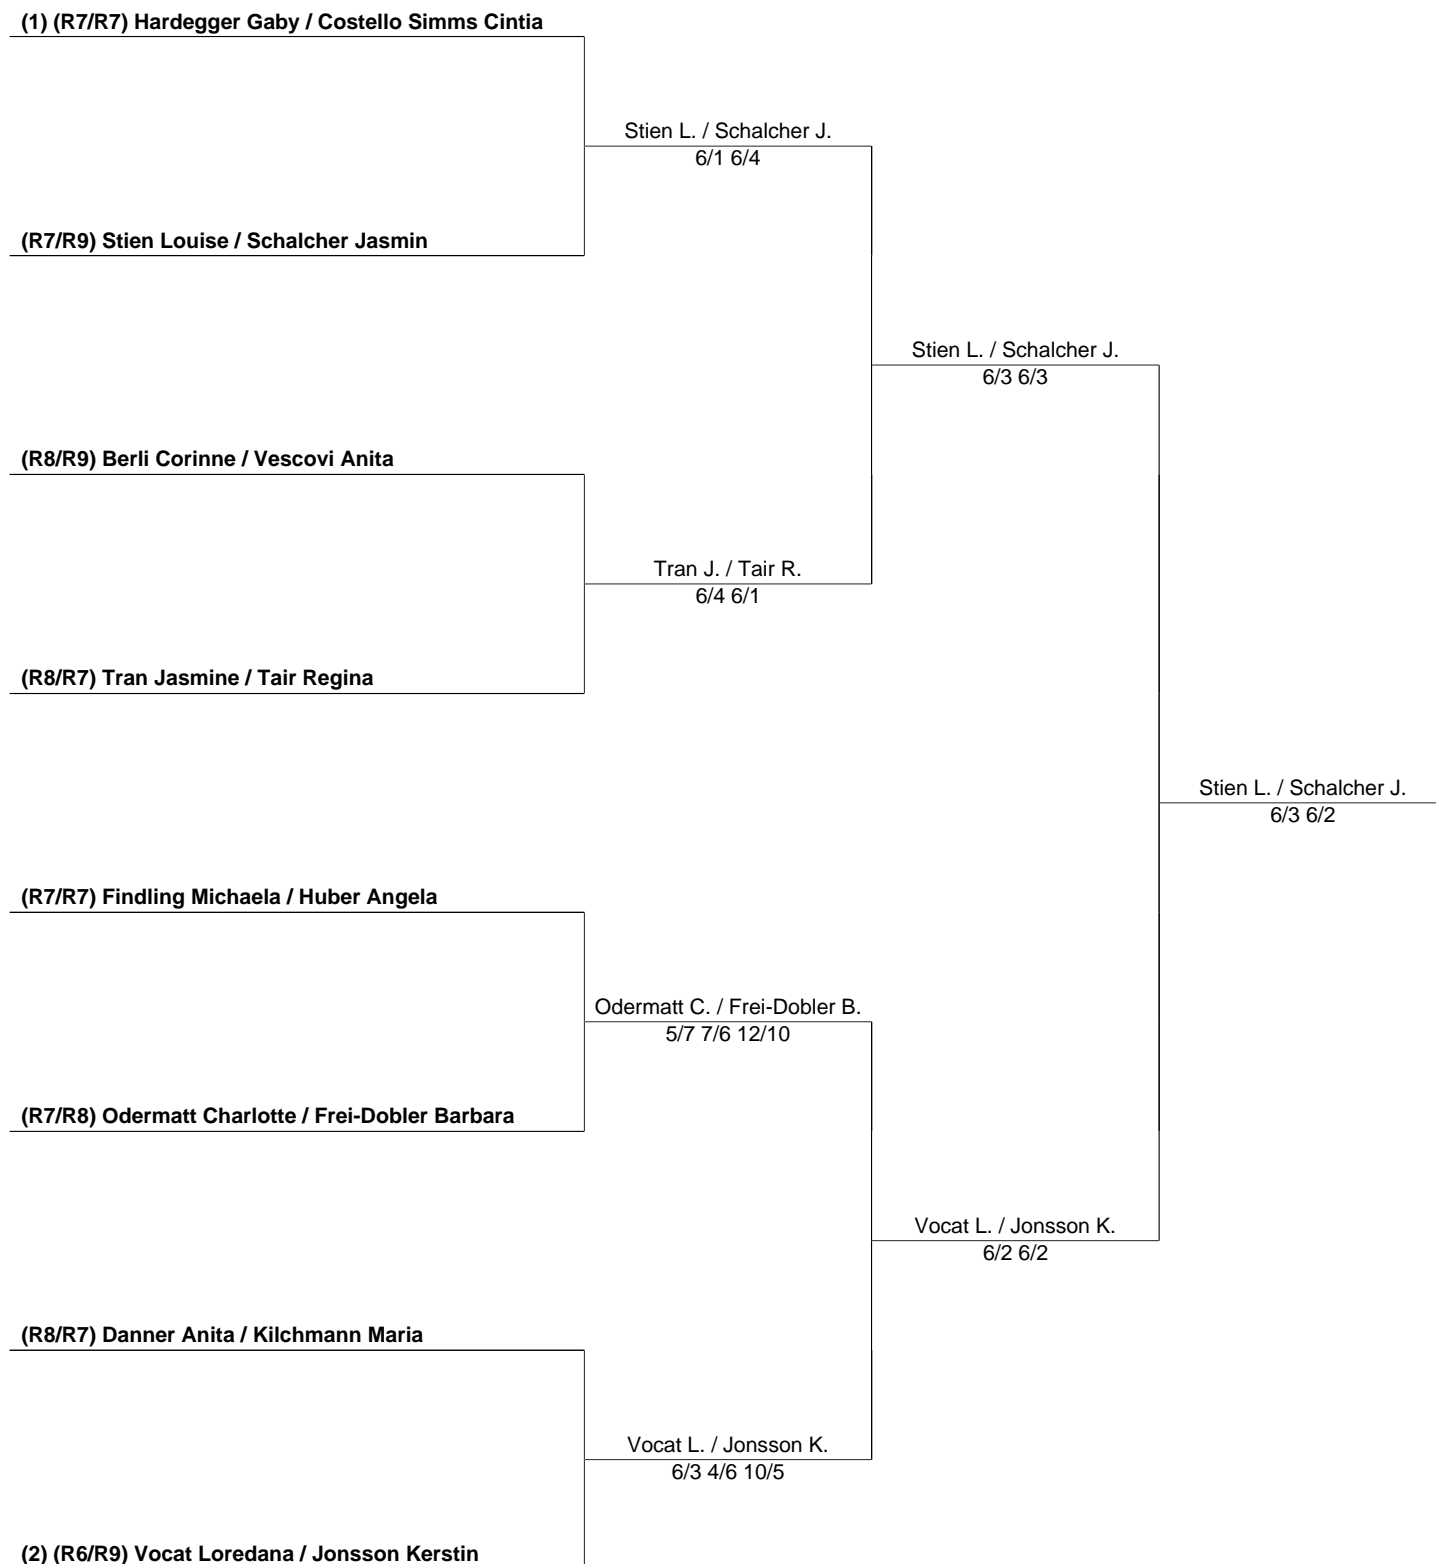 (1) (R7/R7) Hardegger Gaby / Costello Simms Cintia
Stien L. / Schalcher J.
6/1 6/4
(R7/R9) Stien Louise / Schalcher Jasmin
Stien L. / Schalcher J.
6/3 6/3
(R8/R9) Berli Corinne / Vescovi Anita
Tran J. / Tair R.
6/4 6/1
(R8/R7) Tran Jasmine / Tair Regina
Stien L. / Schalcher J.
6/3 6/2
(R7/R7) Findling Michaela / Huber Angela
Odermatt C. / Frei-Dobler B.
5/7 7/6 12/10
(R7/R8) Odermatt Charlotte / Frei-Dobler Barbara
Vocat L. / Jonsson K.
6/2 6/2
(R8/R7) Danner Anita / Kilchmann Maria
Vocat L. / Jonsson K.
6/3 4/6 10/5
(2) (R6/R9) Vocat Loredana / Jonsson Kerstin